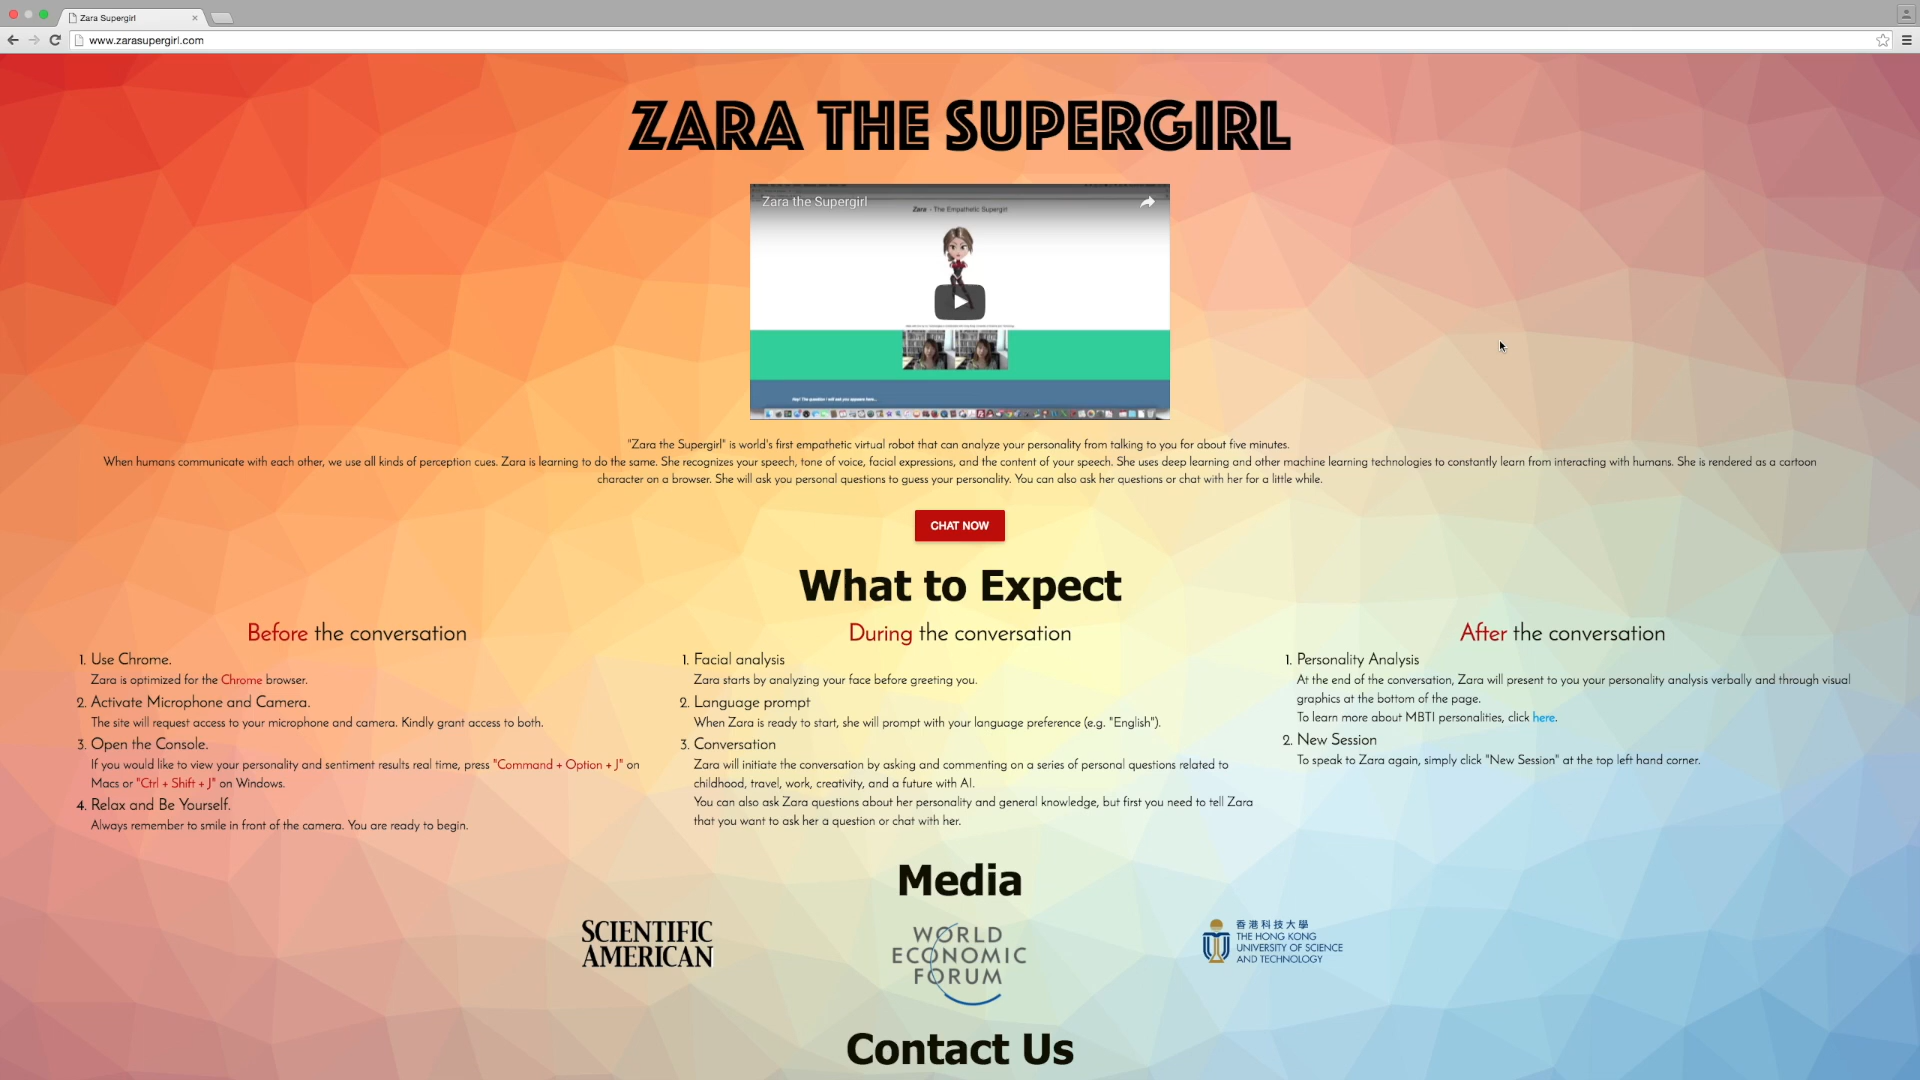 Zara Supergirl
www.zarasupergirl.com
ZARA THE SUPERGIRL
Zara the Supergirl
Zara - The Empathetic Supergirl
"Zara the Supergirl" is world's first empathetic virtual robot that can analyze your personality from talking to you for about five minutes.
When humans communicate with each other, we use all kinds of perception cues. Zara is learning to do the same. She recognizes your speech, tone of voice, facial expressions, and the content of your speech. She uses deep learning and other machine learning technologies to constantly learn from interacting with humans. She is rendered as a cartoon
character on a browser. She will ask you personal questions to guess your personality. You can also ask her questions or chat with her for a little while.
CHAT NOW
What to Expect
Before the conversation
1. Use Chrome.
Zara is optimized for the Chrome browser.
2. Activate Microphone and Camera.
The site will request access to your microphone and camera. Kindly grant access to both.
3. Open the Console.
If you would like to view your personality and sentiment results real time, press "Command + Option + J" on
Macs or "Ctrl + Shift + J" on Windows.
4. Relax and Be Yourself.
Always remember to smile in front of the camera. You are ready to begin.
During the conversation
1. Facial analysis
Zara starts by analyzing your face before greeting you.
2. Language prompt
When Zara is ready to start, she will prompt with your language preference (e.g. "English").
3. Conversation
Zara will initiate the conversation by asking and commenting on a series of personal questions related to
childhood, travel, work, creativity, and a future with AI.
You can also ask Zara questions about her personality and general knowledge, but first you need to tell Zara
that you want to ask her a question or chat with her.
After the conversation
1. Personality Analysis
At the end of the conversation, Zara will present to you your personality analysis verbally and through visual
graphics at the bottom of the page.
To learn more about MBTI personalities, click here.
2. New Session
To speak to Zara again, simply click "New Session" at the top left hand corner.
Media
SCIENTIFIC
AMERICAN
WORLD
ECONOMIC
FORUM
香港科技大學
THE HONG KONG
UNIVERSITY OF SCIENCE
AND TECHNOLOGY
Contact Us